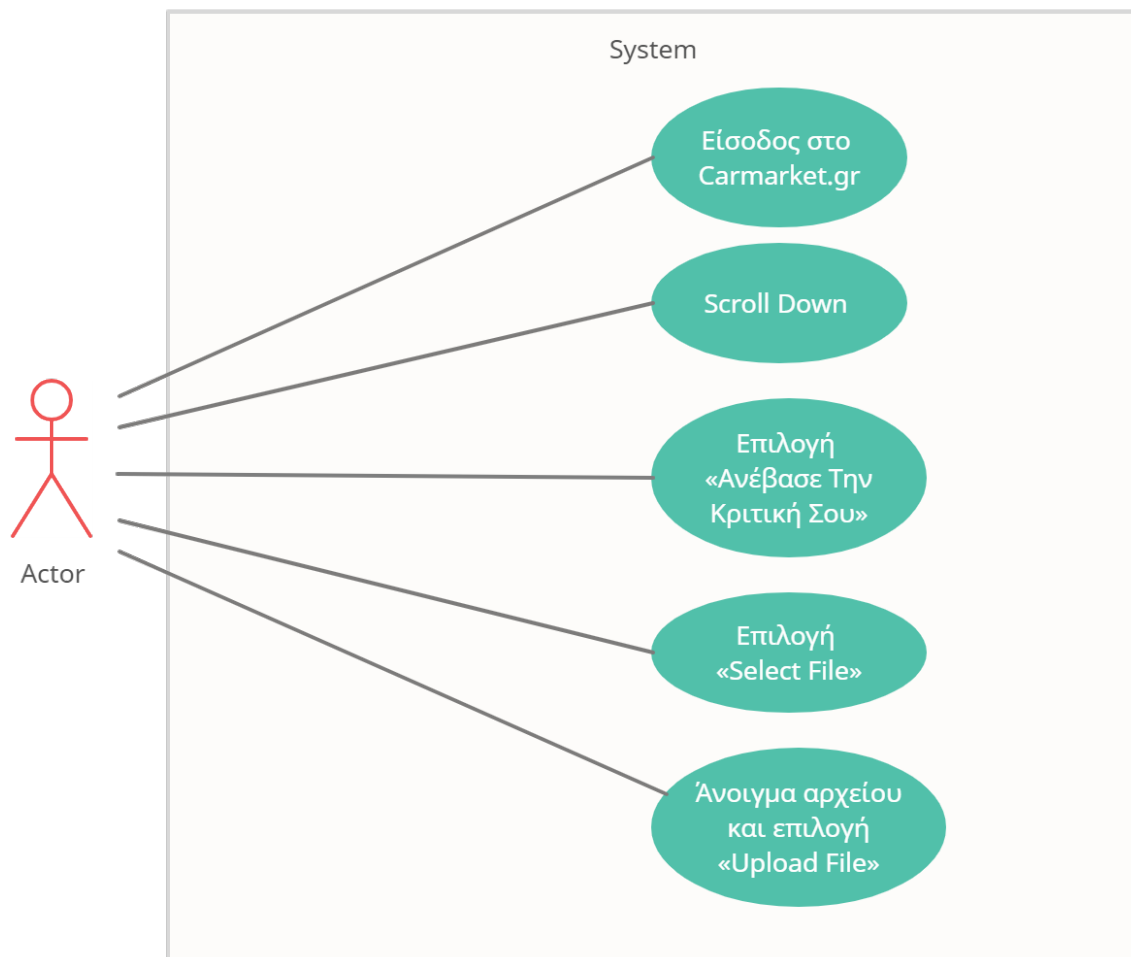 System
Είσοδος στο
Carmarket.gr
Scroll Down
Επιλογή
«Ανέβασε Την
Κριτική Σου»
Actor
Επιλογή
«Select File»
Άνοιγμα αρχείου
και επιλογή
«Upload File»